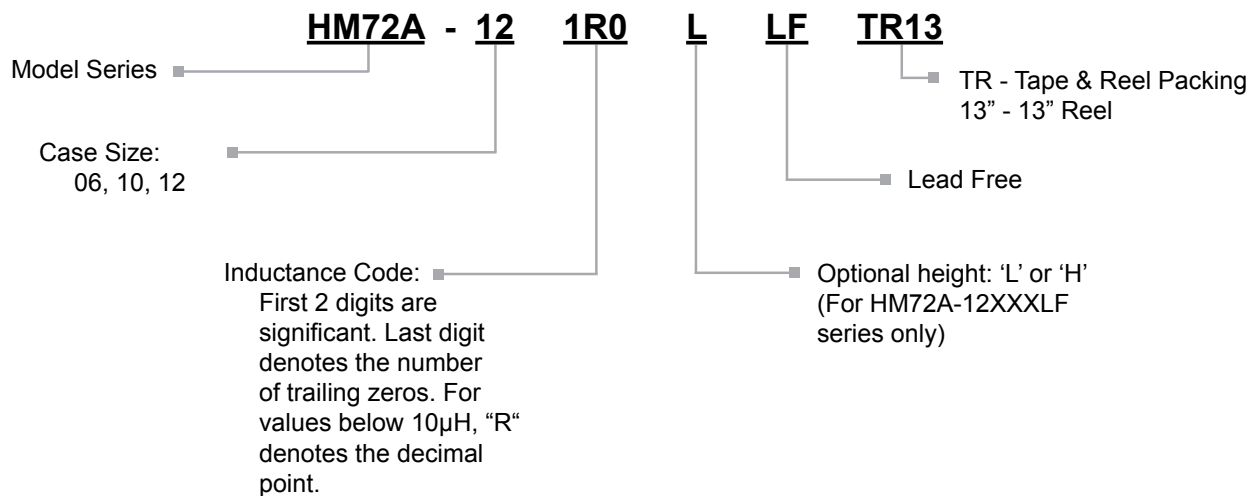 HM72A - 12 1R0 L LF TR13
Model Series
TR - Tape & Reel Packing
13” - 13” Reel
Case Size:
06, 10, 12
Lead Free
Inductance Code:
First 2 digits are
significant. Last digit
denotes the number
of trailing zeros. For
values below 10µH, “R“
denotes the decimal
point.
Optional height: ‘L’ or ‘H’
(For HM72A-12XXXLF
series only)